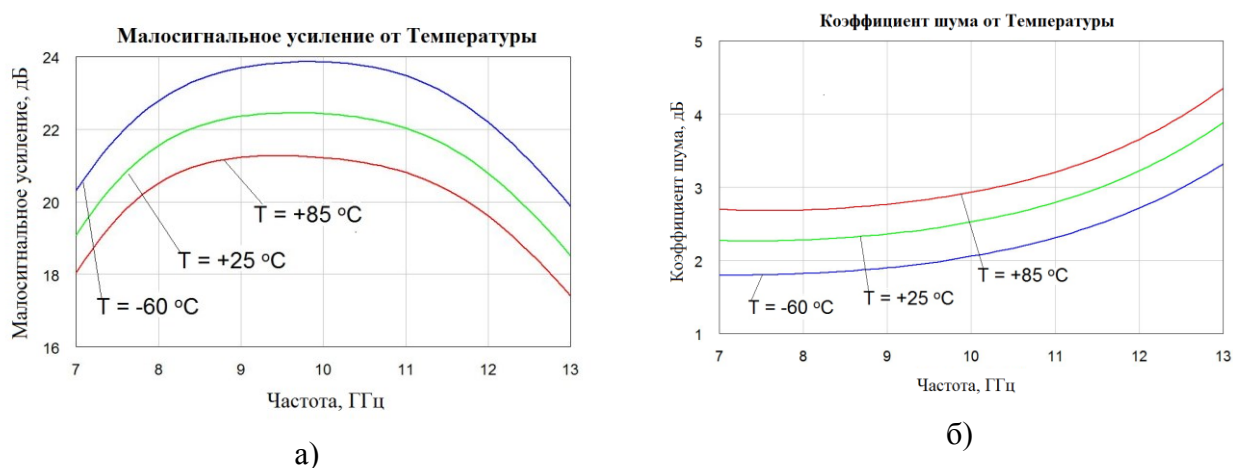 Малосигнальное усиление от Температуры
Малосигнальное усиление, дБ
24
22
20
18
16
T = +85 °C
T = +25 °C
T = -60 °C
7 8 9 10 11 12 13
Частота, ГГц
а)
Коэффициент шума от Температуры
Коэффициент шума, дБ
5
4
3
2
1
T = +85 °C
T = +25 °C
T = -60 °C
7 8 9 10 11 12 13
Частота, ГГц
б)